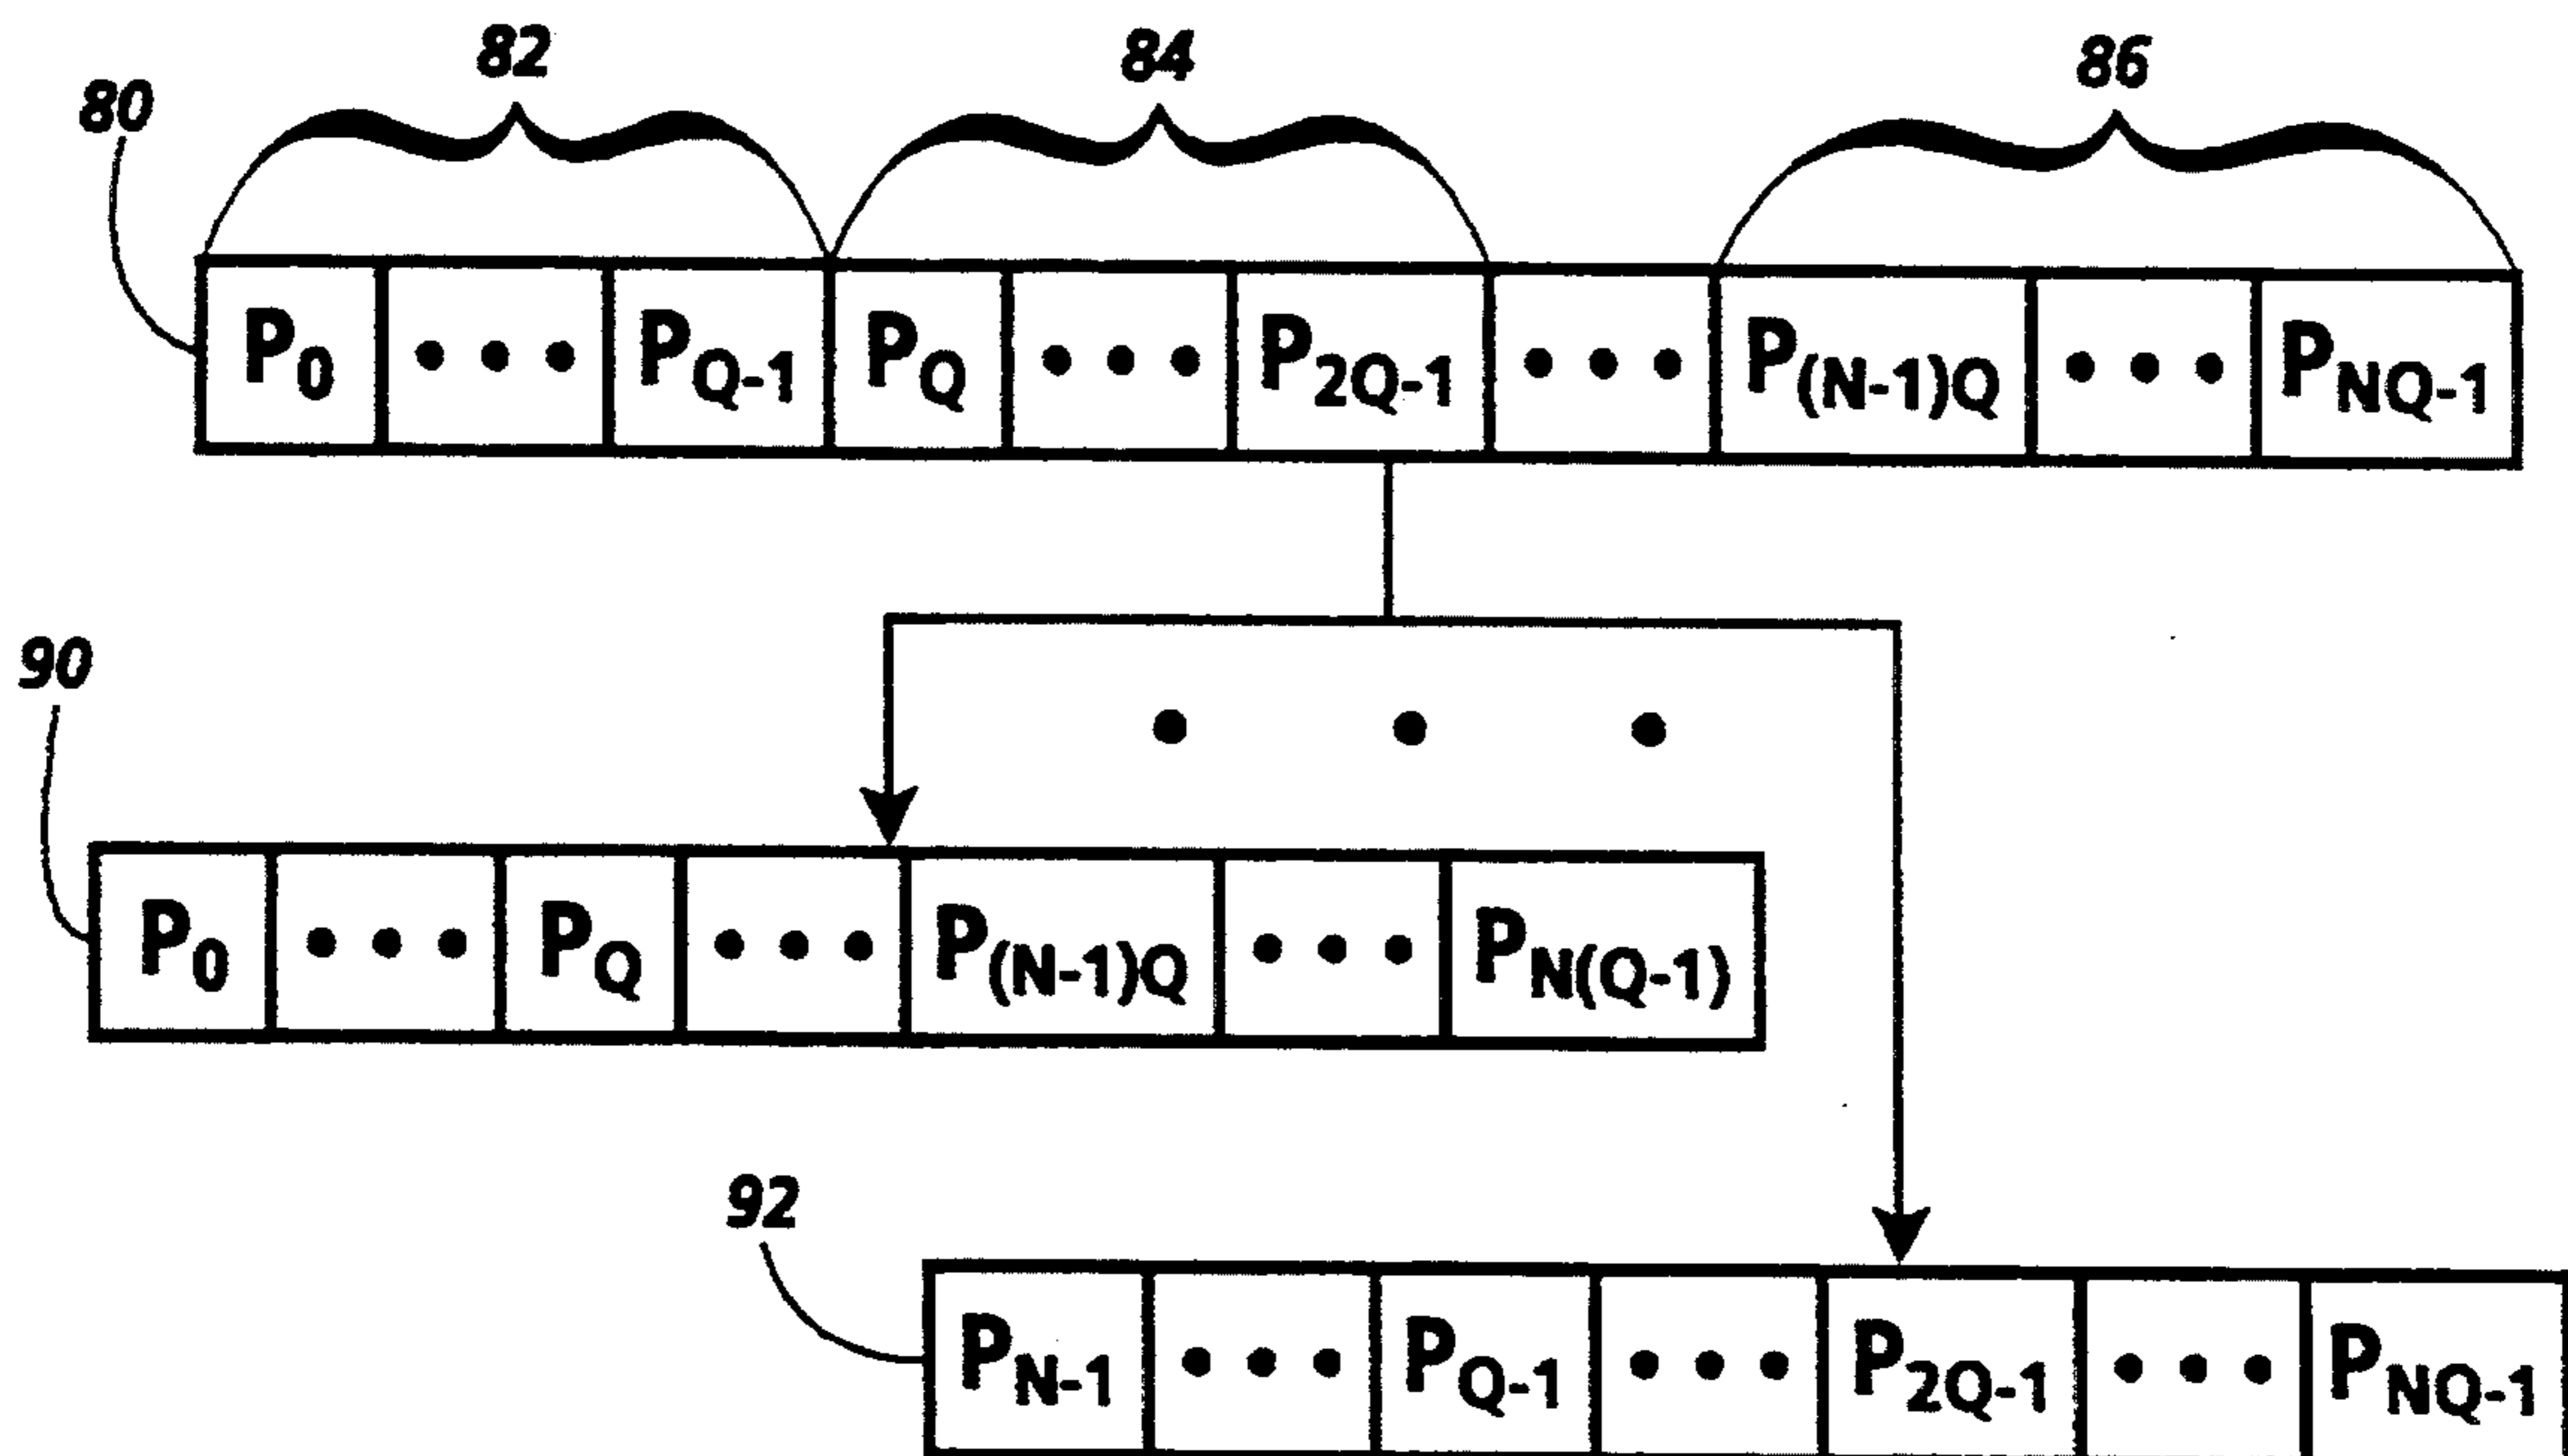 82 84 86
80
P0 • • • PQ-1 PQ • • • P2Q-1 • • • P(N-1)Q • • • PNQ-1
90
• • •
P0 • • • PQ • • • P(N-1)Q • • • PN(Q-1)
92
PN-1 • • • PQ-1 • • • P2Q-1 • • • PNQ-1